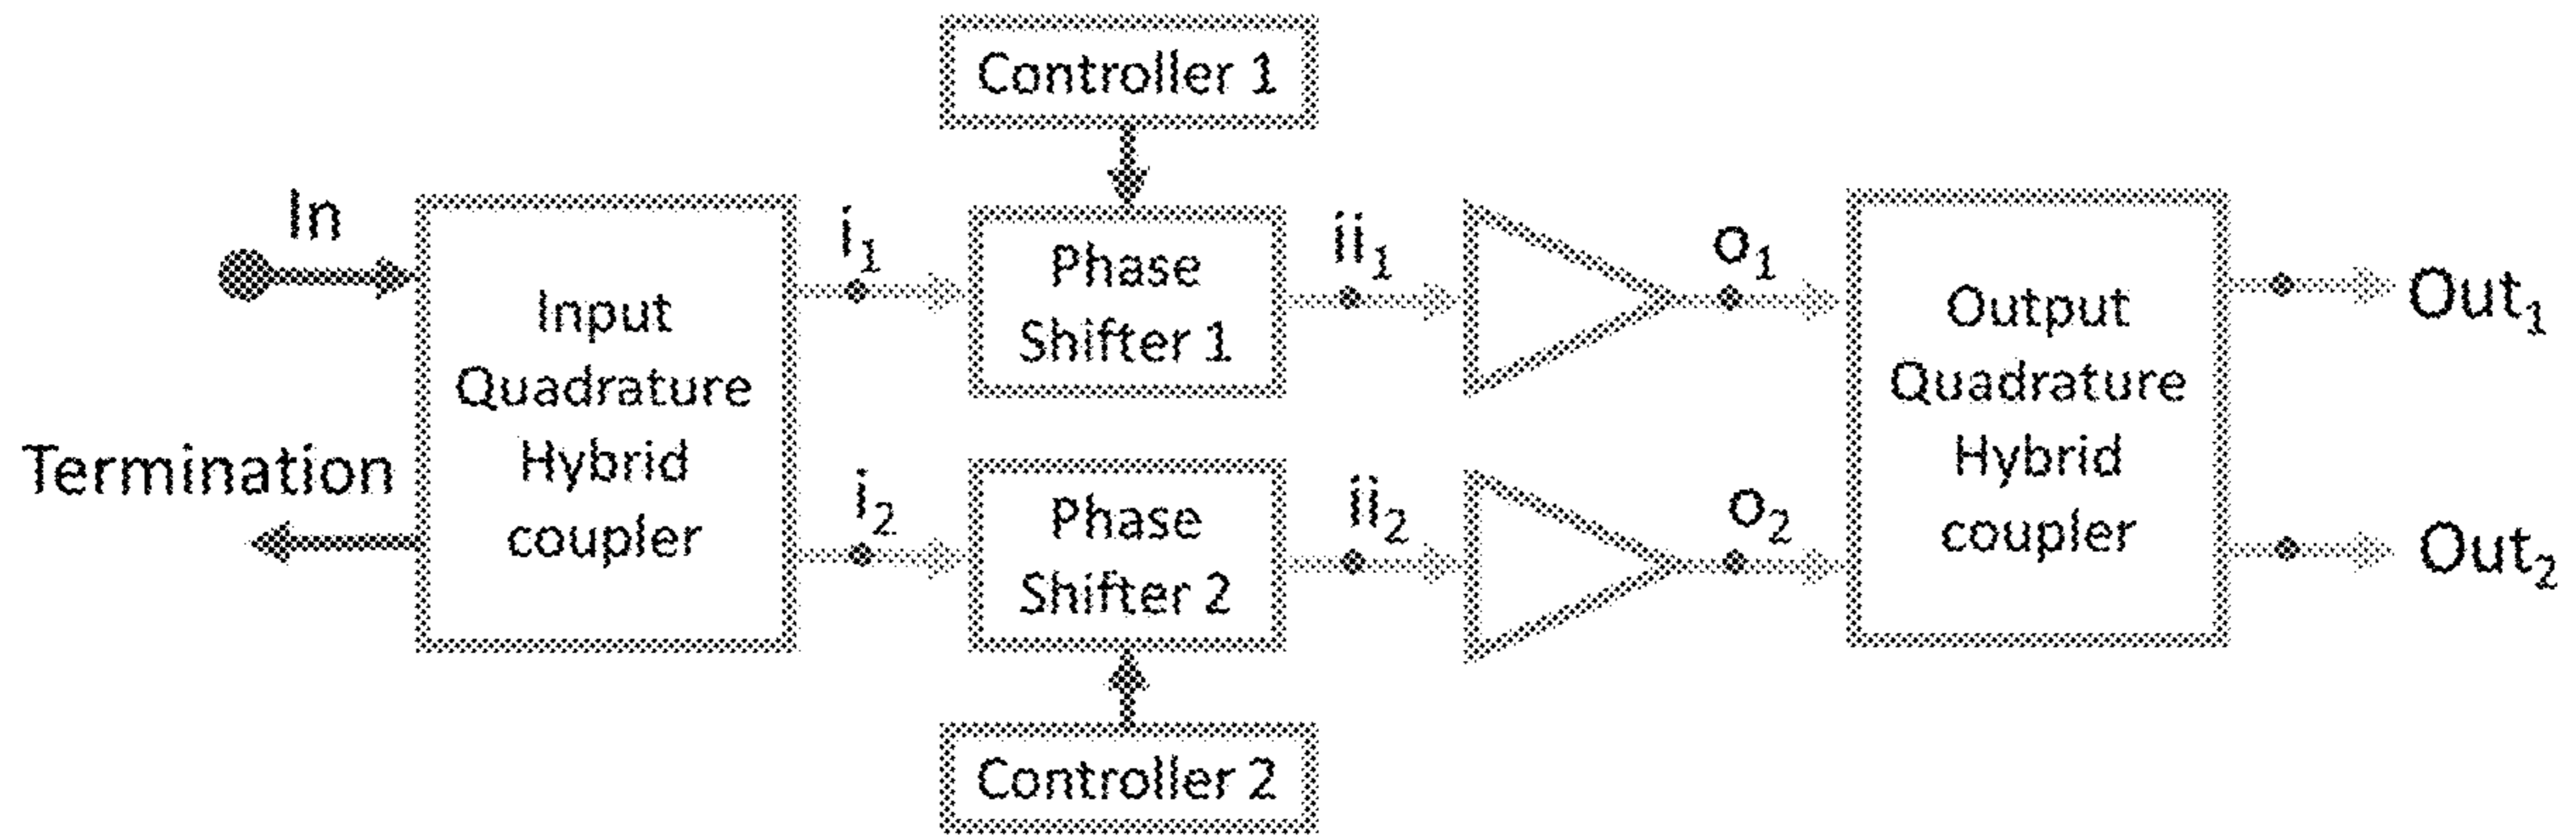 Controller 1
In
i₁
ii₁
o₁
Phase
Shifter 1
Input
Quadrature
Hybrid
coupler
Output
Quadrature
Hybrid
coupler
Out₁
Termination
i₂
ii₂
o₂
Phase
Shifter 2
Out₂
Controller 2